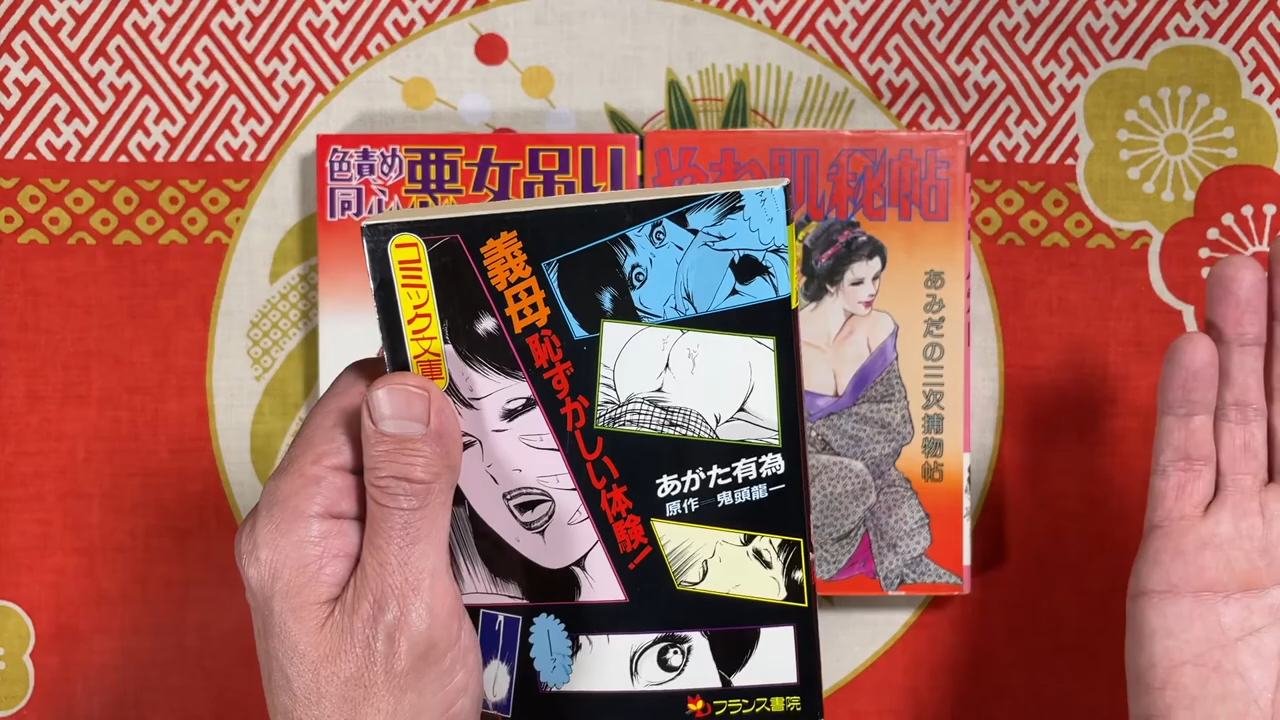 色責め
同心
悪女吊り
やわ肌秘帖
あみだの三次捕物帖
コミック文庫
義母
恥ずかしい体験!
あがた有為
原作=鬼頭龍一
フランス書院